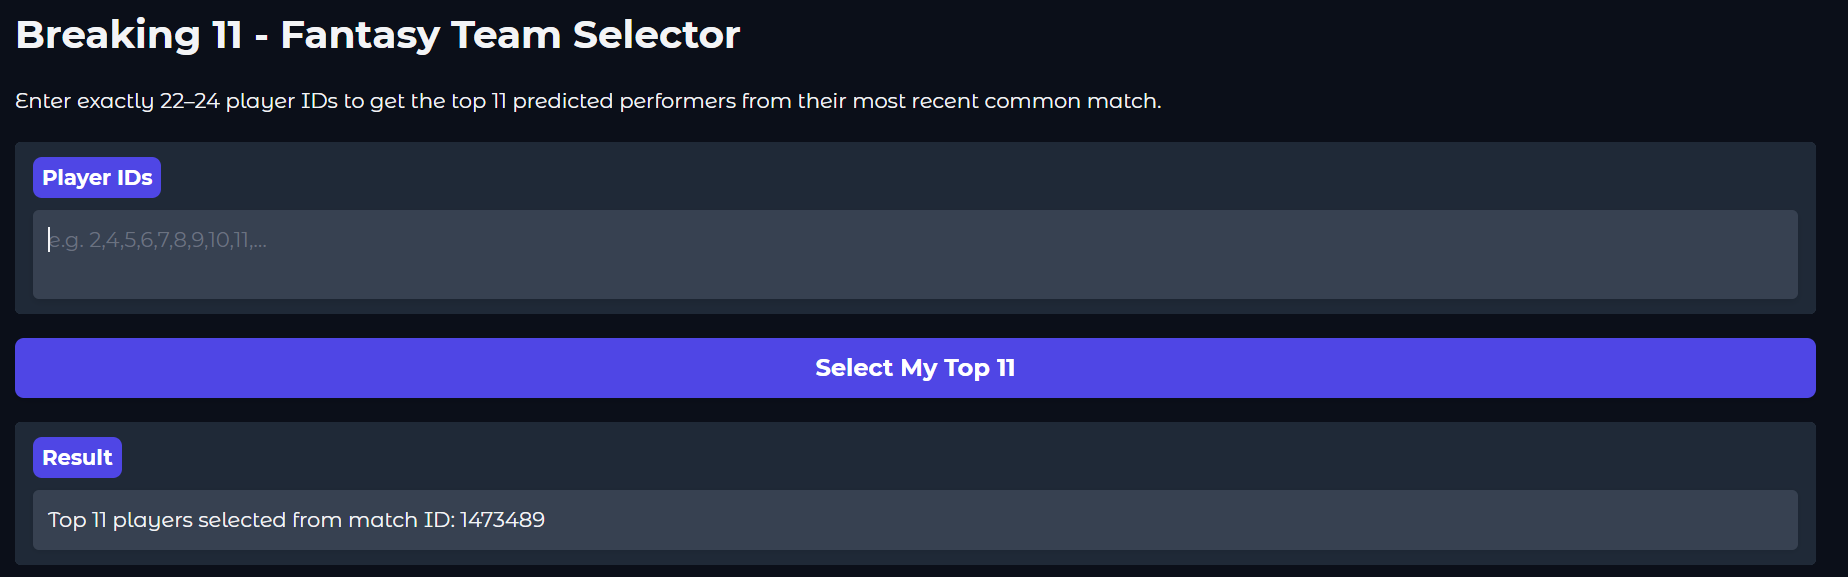 Breaking 11 - Fantasy Team Selector
Enter exactly 22–24 player IDs to get the top 11 predicted performers from their most recent common match.
Player IDs
e.g. 2,4,5,6,7,8,9,10,11,...
Select My Top 11
Result
Top 11 players selected from match ID: 1473489